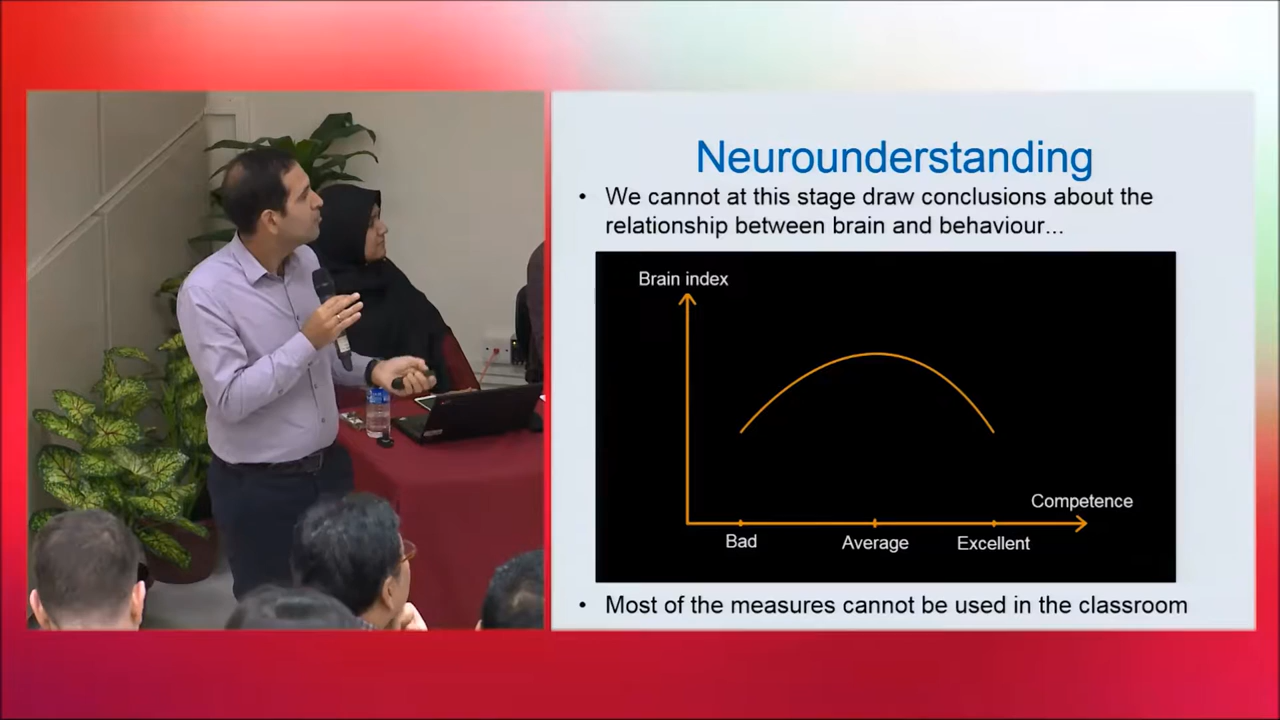 Neurounderstanding
• We cannot at this stage draw conclusions about the
relationship between brain and behaviour...
Brain index
Competence
Bad
Average
Excellent
• Most of the measures cannot be used in the classroom